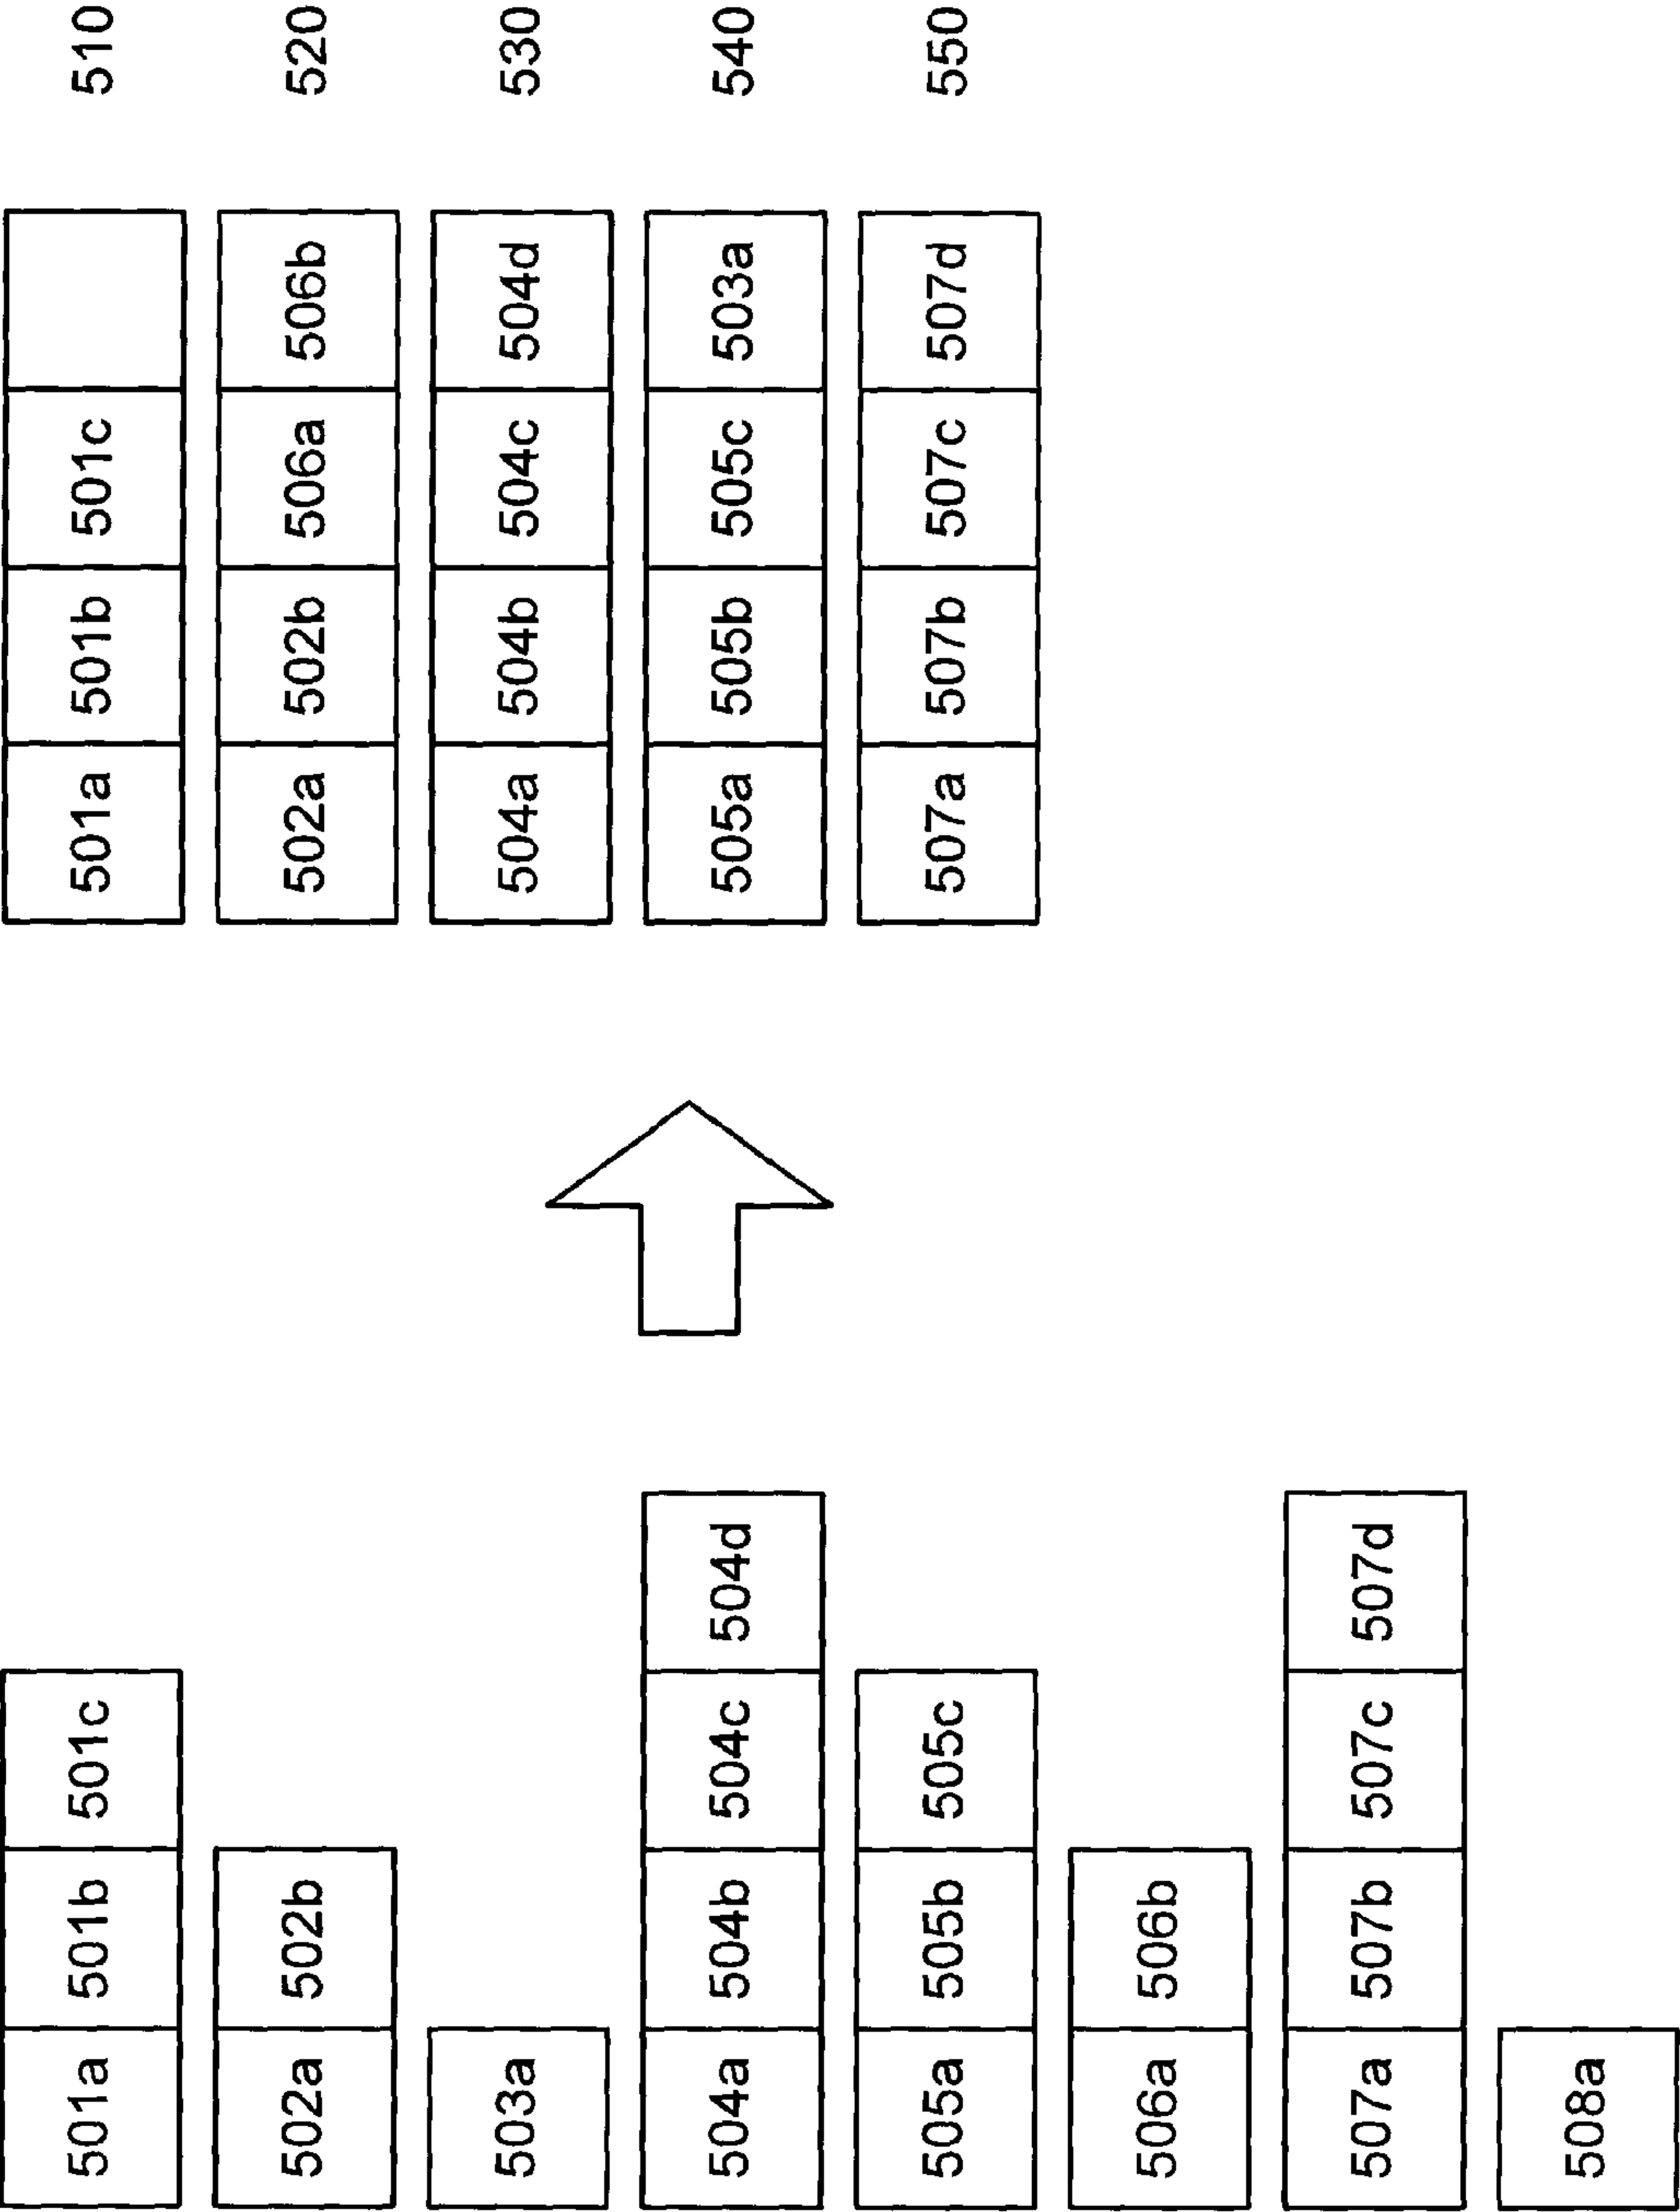 501a 501b 501c
502a 502b
503a
504a 504b 504c 504d
505a 505b 505c
506a 506b
507a 507b 507c 507d
508a
501a 501b 501c 510
502a 502b 506a 506b 520
504a 504b 504c 504d 530
505a 505b 505c 503a 540
507a 507b 507c 507d 550